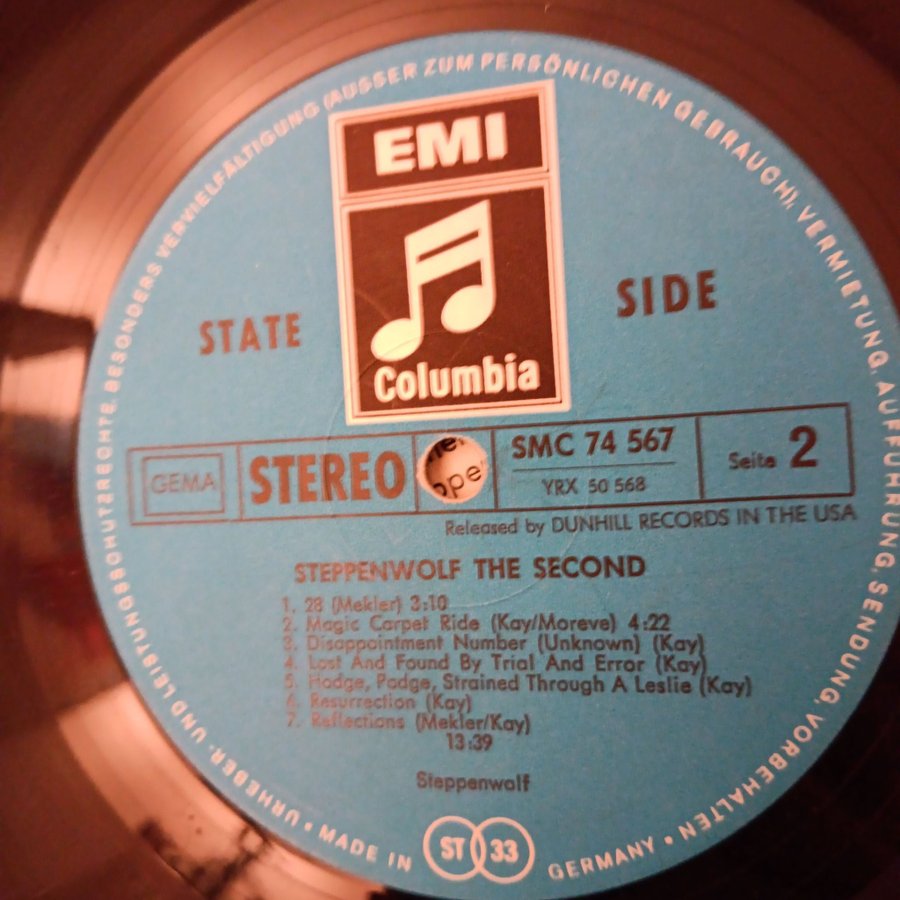 URHEBER- UND LEISTUNGSSCHUTZRECHTE, BESONDERS VERVIELFÄLTIGUNG (AUSSER ZUM PERSÖNLICHEN GEBRAUCH), VERMIETUNG, AUFFÜHRUNG, SENDUNG, VORBEHALTEN
EMI
STATE
SIDE
Columbia
GEMA
STEREO
SMC 74 567
YRX 50 568
Seite 2
Released by DUNHILL RECORDS IN THE USA
STEPPENWOLF THE SECOND
1. 28 (Mekler) 3:10
2. Magic Carpet Ride (Kay/Moreve) 4:22
3. Disappointment Number (Unknown) (Kay)
4. Lost And Found By Trial And Error (Kay)
5. Hodge, Podge, Strained Through A Leslie (Kay)
6. Resurrection (Kay)
7. Reflections (Mekler/Kay)
13:39
Steppenwolf
• MADE IN ST 33 GERMANY •